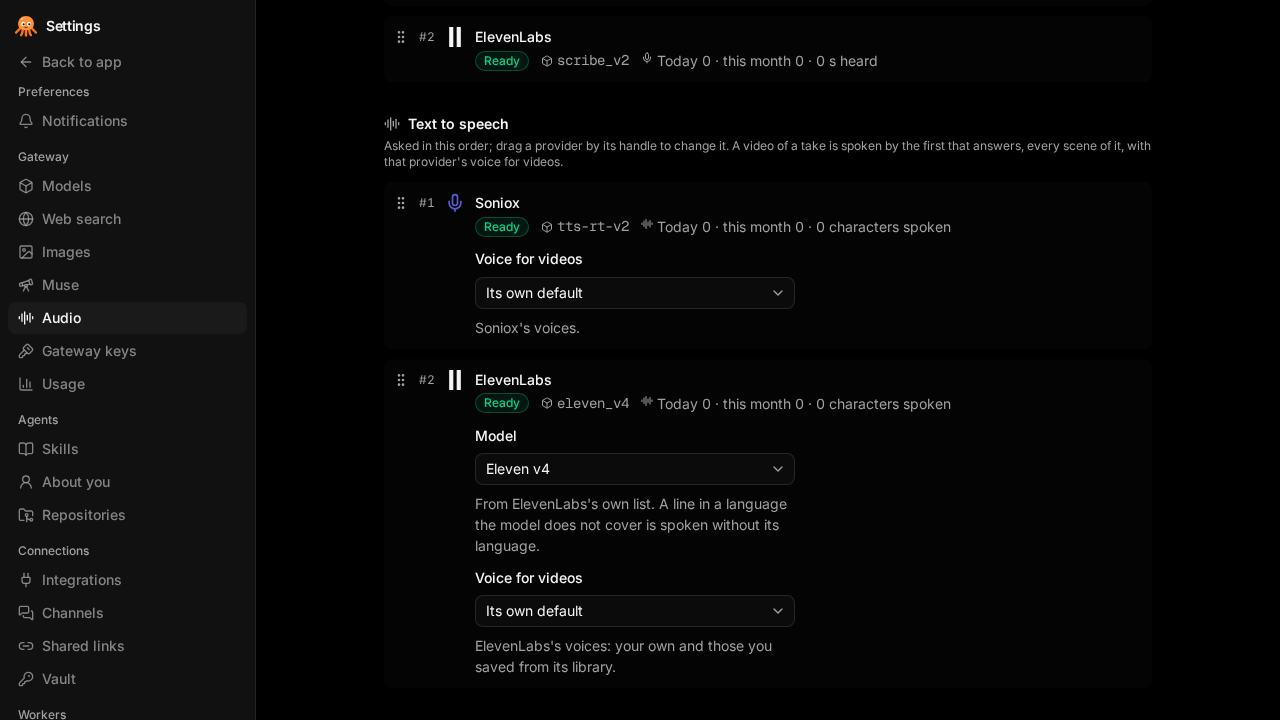 Settings
Back to app
Preferences
Notifications
Gateway
Models
Web search
Images
Muse
Audio
Gateway keys
Usage
Agents
Skills
About you
Repositories
Connections
Integrations
Channels
Shared links
Vault
Workers
#2 ElevenLabs
Ready scribe_v2 Today 0 · this month 0 · 0 s heard
Text to speech
Asked in this order; drag a provider by its handle to change it. A video of a take is spoken by the first that answers, every scene of it, with
that provider's voice for videos.
#1 Soniox
Ready tts-rt-v2 Today 0 · this month 0 · 0 characters spoken
Voice for videos
Its own default
Soniox's voices.
#2 ElevenLabs
Ready eleven_v4 Today 0 · this month 0 · 0 characters spoken
Model
Eleven v4
From ElevenLabs's own list. A line in a language
the model does not cover is spoken without its
language.
Voice for videos
Its own default
ElevenLabs's voices: your own and those you
saved from its library.